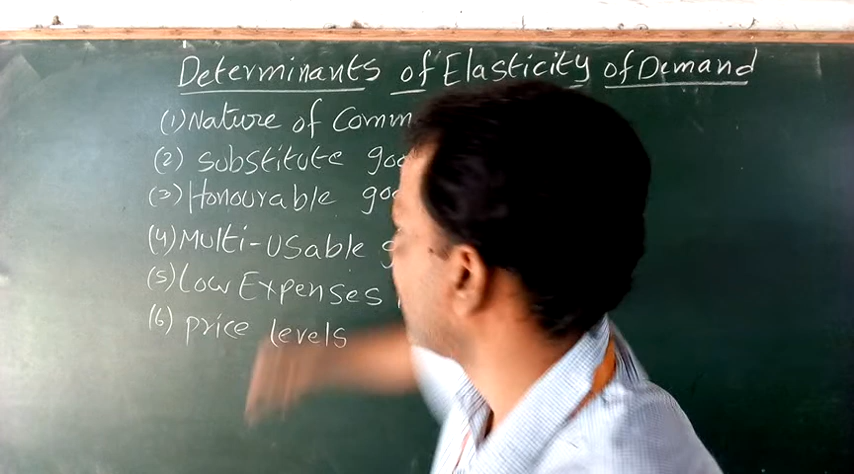 Determinants of Elasticity of Demand
(1) Nature of Comm
(2) substitute goo
(3) Honourable goo
(4) Multi-Usable g
(5) Low Expenses
(6) price levels